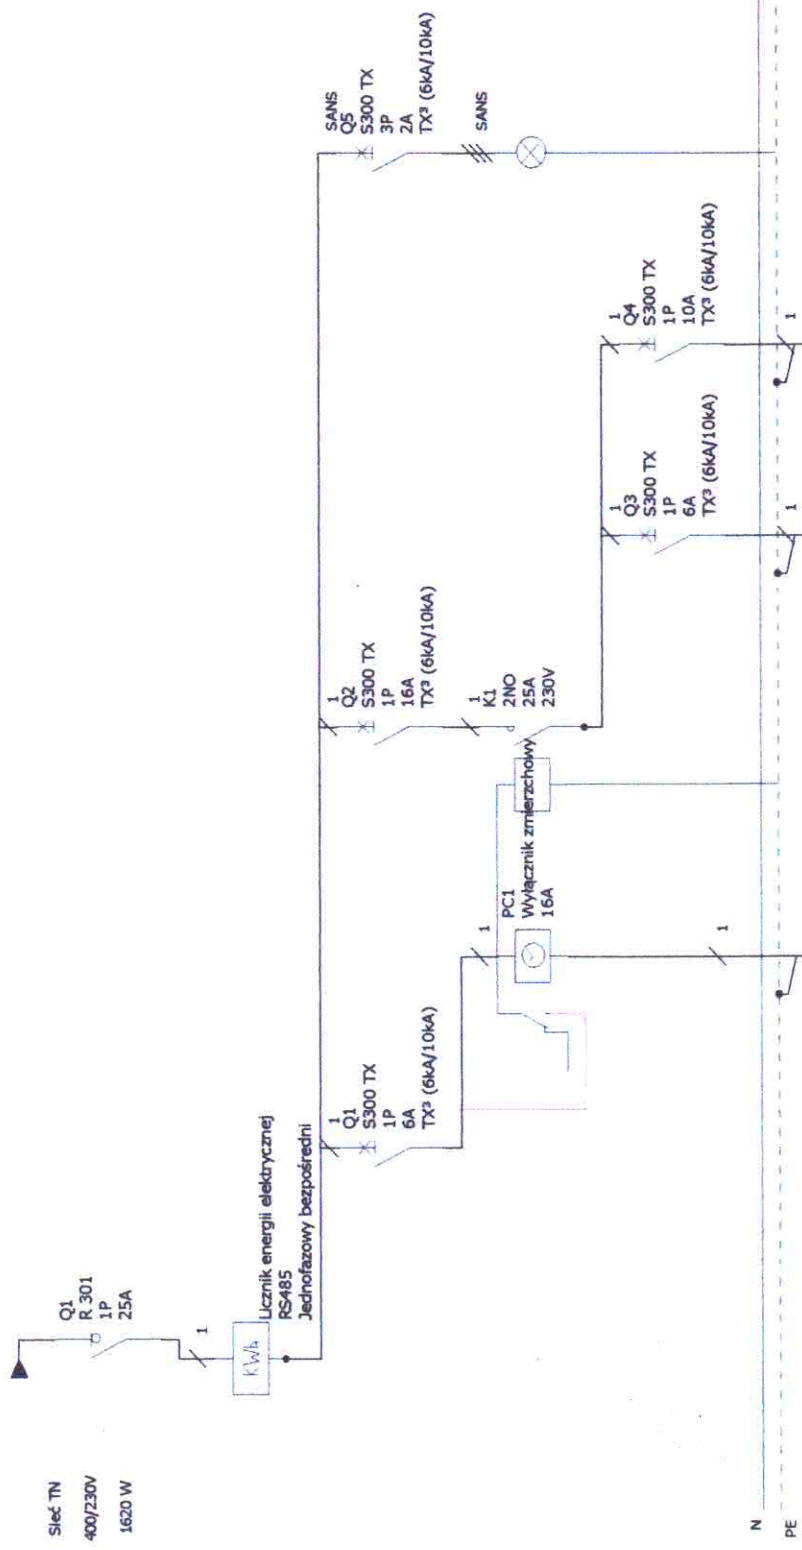 Sieć TN
400/230V
1620 W
Q1
R 301
1P
25A
1
KWh
Licznik energii elektrycznej
RS485
Jednofazowy bezpośredni
1
Q1
S300 TX
1P
6A
TX³ (6kA/10kA)
1
PC1
Wyłącznik zmierzchowy
16A
1
1
Q2
S300 TX
1P
16A
TX³ (6kA/10kA)
1
K1
2NO
25A
230V
1
Q3
S300 TX
1P
6A
TX³ (6kA/10kA)
1
1
Q4
S300 TX
1P
10A
TX³ (6kA/10kA)
1
SANS
Q5
S300 TX
3P
2A
TX³ (6kA/10kA)
SANS
N
PE